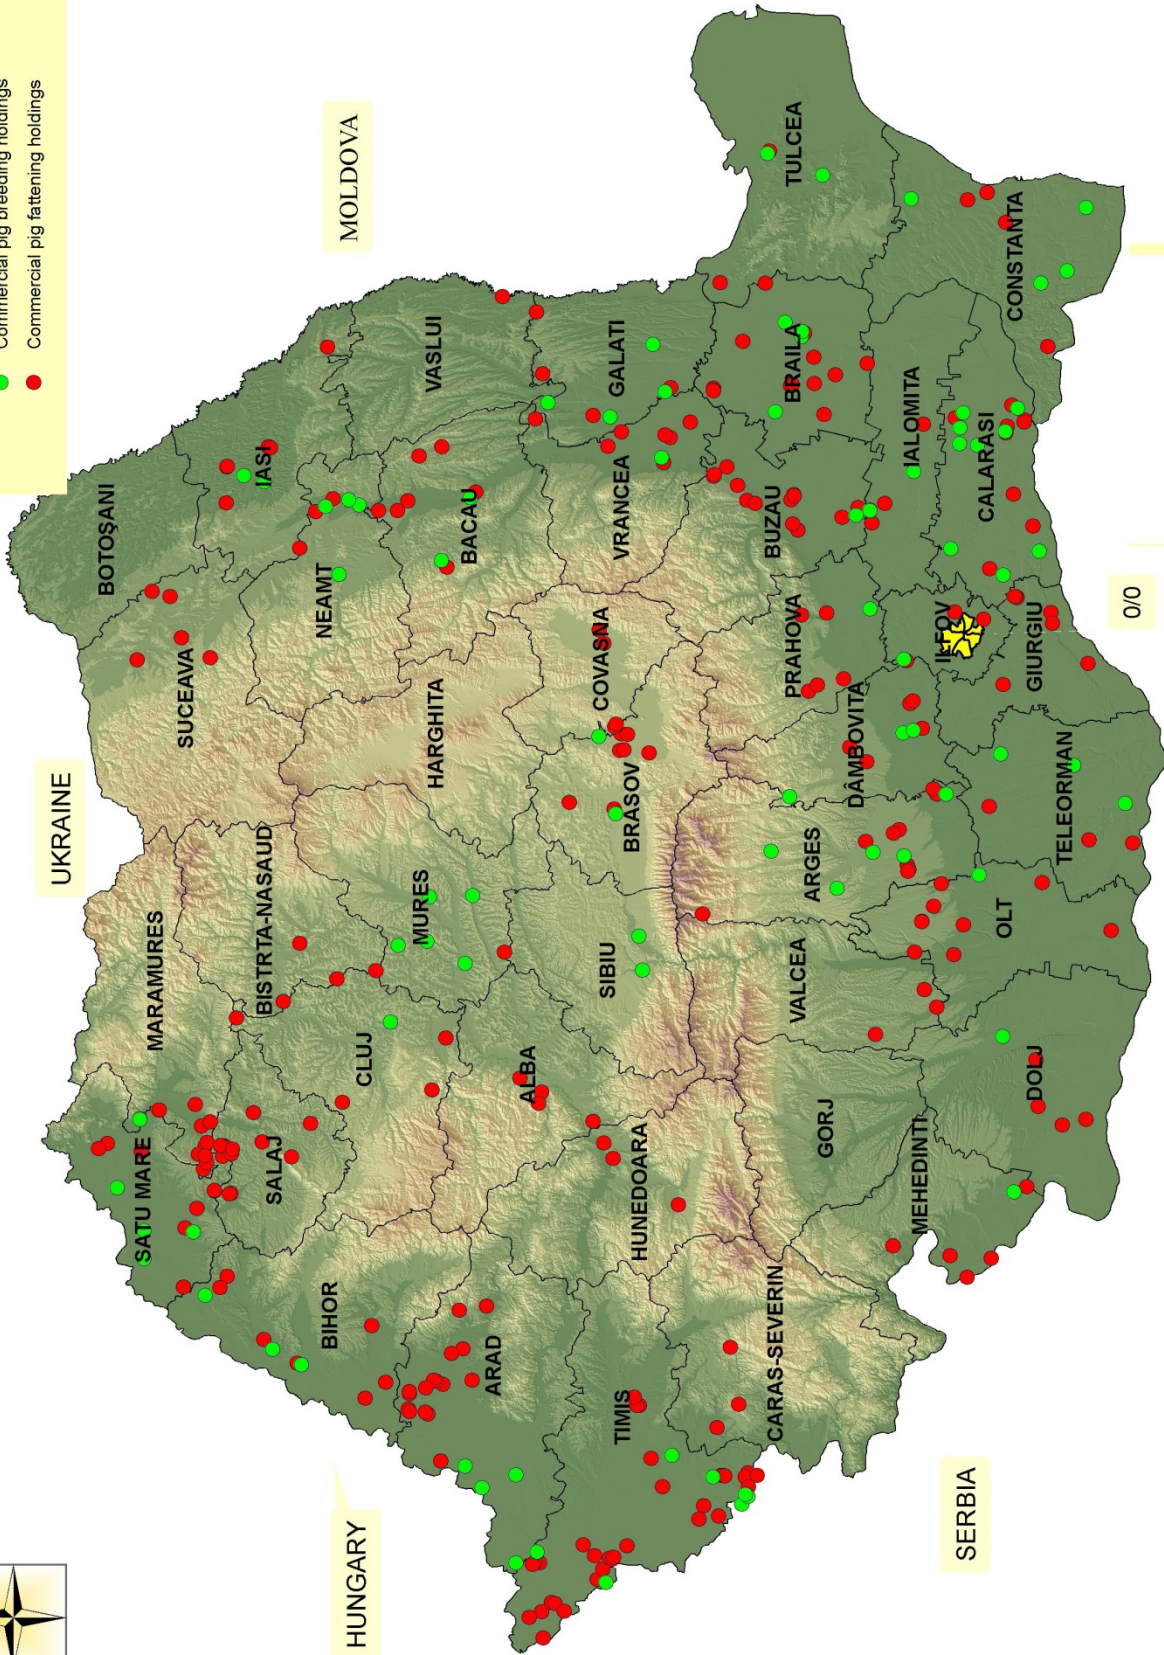 Commercial pig breeding holdings
Commercial pig fattening holdings
UKRAINE
BOTOŞANI
SATU MARE
MARAMURES
SUCEAVA
BISTRTA-NASAUD
IASI
SALAJ
NEAMT
BIHOR
MOLDOVA
HUNGARY
CLUJ
MURES
HARGHITA
VASLUI
BACAU
ARAD
ALBA
SIBIU
COVASNA
VRANCEA
GALATI
TIMIS
HUNEDOARA
BRASOV
CARAS-SEVERIN
BUZAU
VALCEA
PRAHOVA
BRAILA
TULCEA
GORJ
ARGES
DAMBOVITA
IALOMITA
MEHEDINTI
ILFOV
SERBIA
CALARASI
OLT
CONSTANTA
DOLJ
GIURGIU
TELEORMAN
0/0